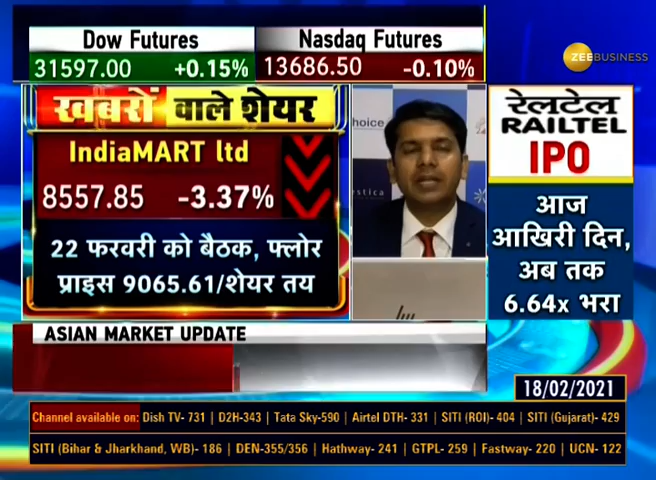 Dow Futures
31597.00 +0.15%
Nasdaq Futures
13686.50 -0.10%
ZEE BUSINESS
खबरों वाले शेयर
IndiaMART ltd
8557.85 -3.37%
22 फरवरी को बैठक, फ्लोर
प्राइस 9065.61/शेयर तय
hoice
estica
hp
रेलटेल
RAILTEL
IPO
आज
आखिरी दिन,
अब तक
6.64x भरा
ASIAN MARKET UPDATE
18/02/2021
Channel available on: Dish TV- 731 | D2H-343 | Tata Sky-590 | Airtel DTH- 331 | SITI (ROI)- 404 | SITI (Gujarat)- 429
SITI (Bihar & Jharkhand, WB)- 186 | DEN-355/356 | Hathway- 241 | GTPL- 259 | Fastway- 220 | UCN- 122